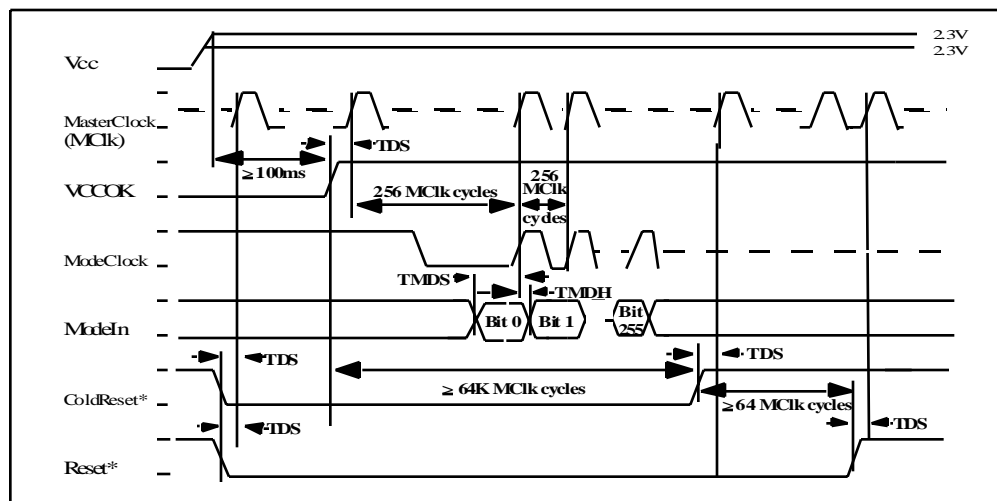 2.3V
2.3V
Vcc
MasterClock
(MClk)
TDS
≥ 100ms
VCCOK
256 MClk cycles
256
MClk
cycles
ModeClock
TMDS
TMDH
ModeIn
Bit 0
Bit 1
Bit
255
TDS
TDS
≥ 64K MClk cycles
ColdReset*
≥ 64 MClk cycles
TDS
TDS
Reset*